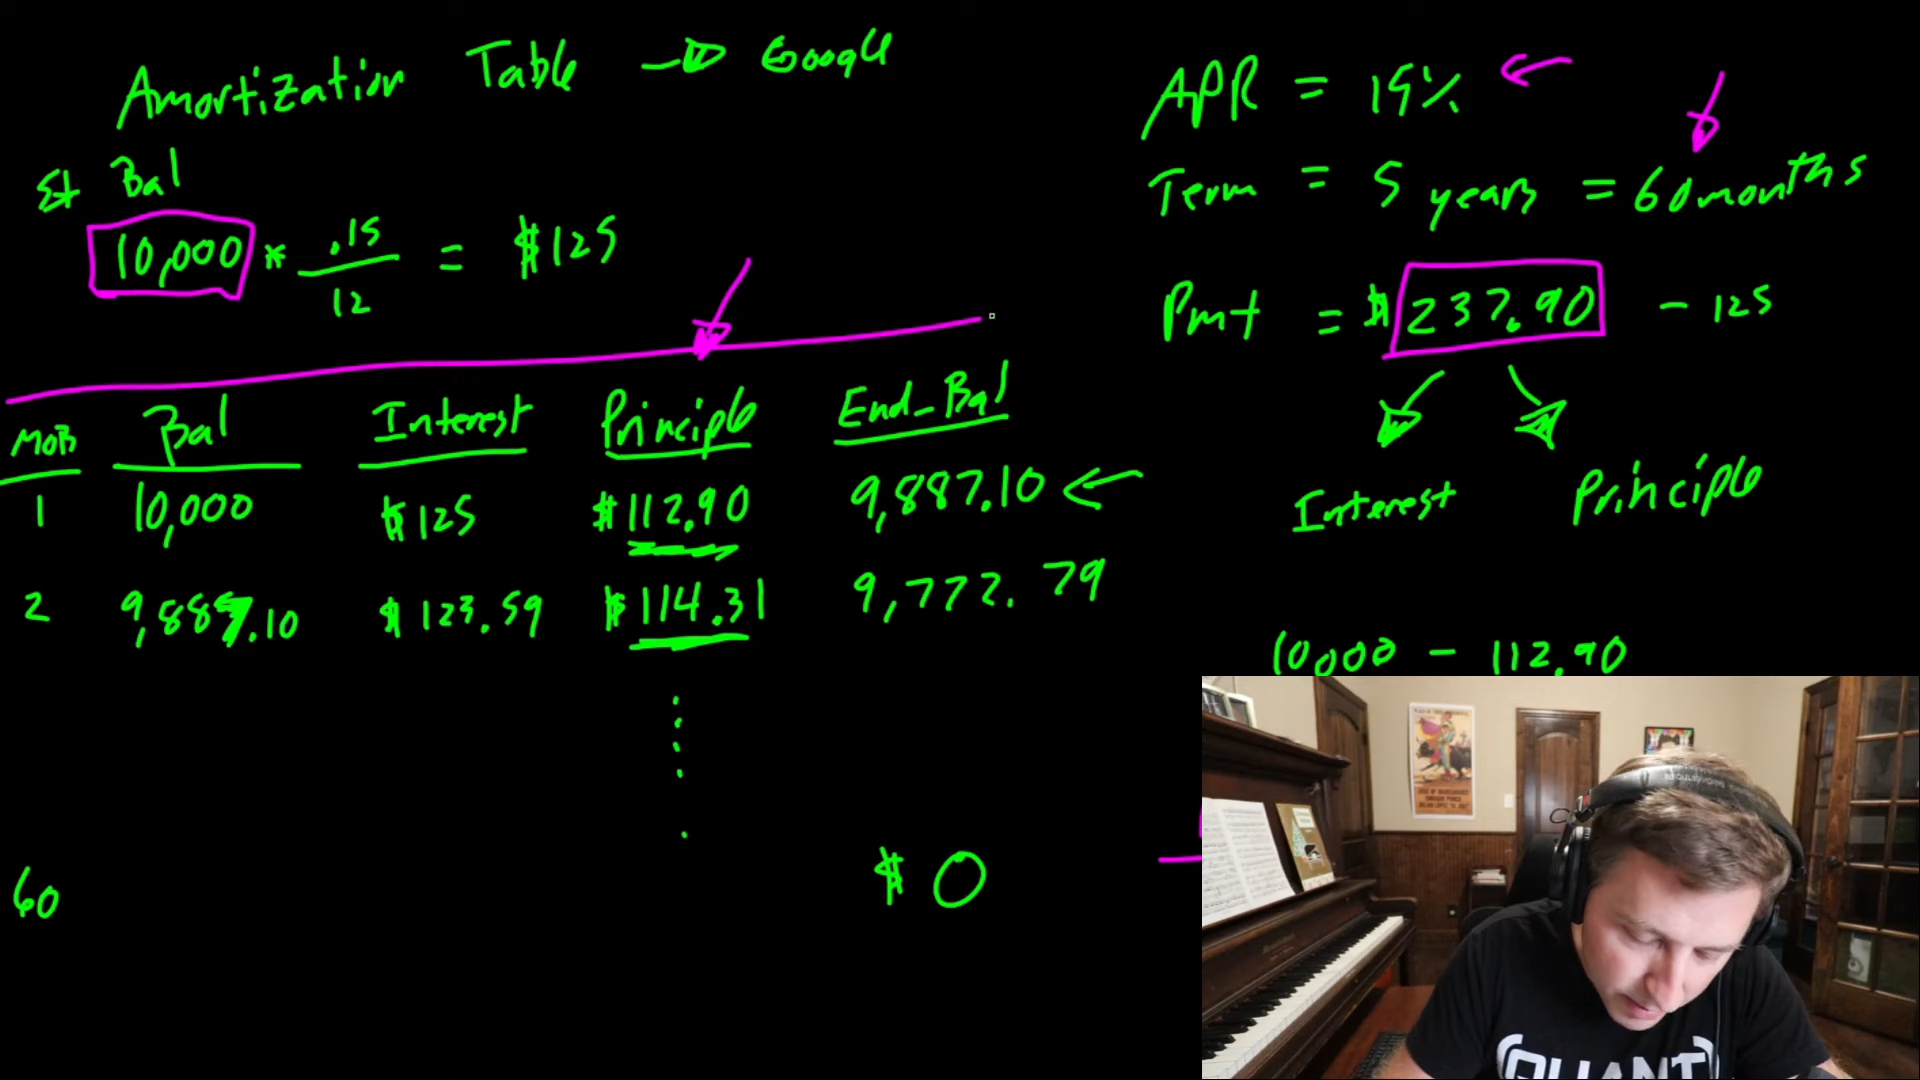 Amortization Table → Google
St Bal
10,000 * .15 / 12 = $125
APR = 15%
Term = 5 years = 60 months
Pmt = $237.90 - 125
Interest Principle
MOB Bal Interest Principle End_Bal
1 10,000 $125 $112.90 9,887.10
2 9,887.10 $123.59 $114.31 9,772.79
60 $0
10,000 - 112.90
QUANT